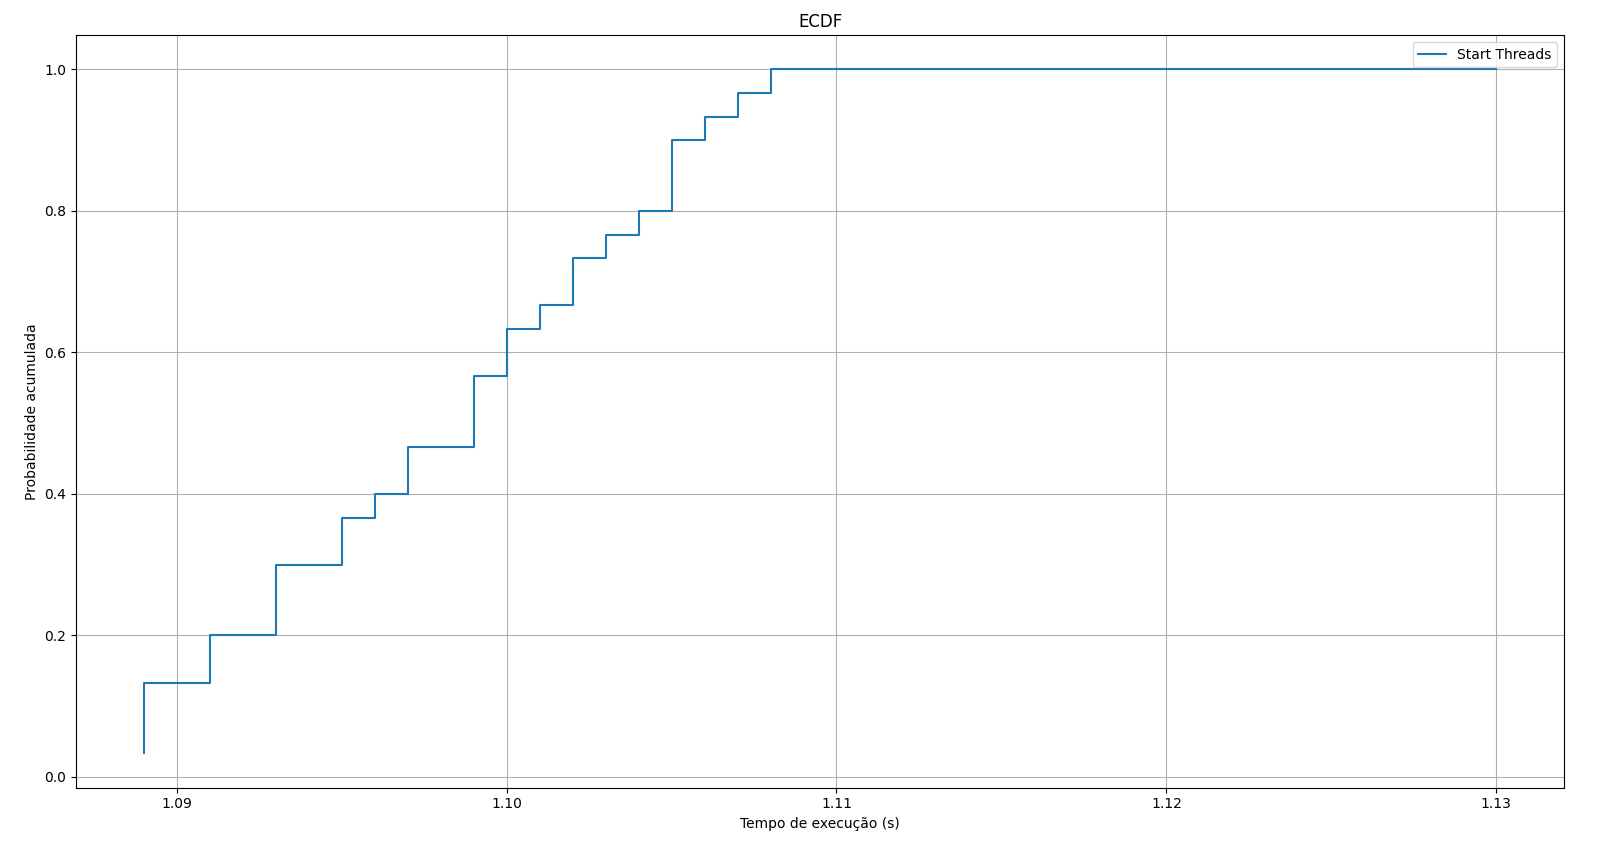 ECDF
Start Threads
Probabilidade acumulada
1.0
0.8
0.6
0.4
0.2
0.0
1.09 1.10 1.11 1.12 1.13
Tempo de execução (s)